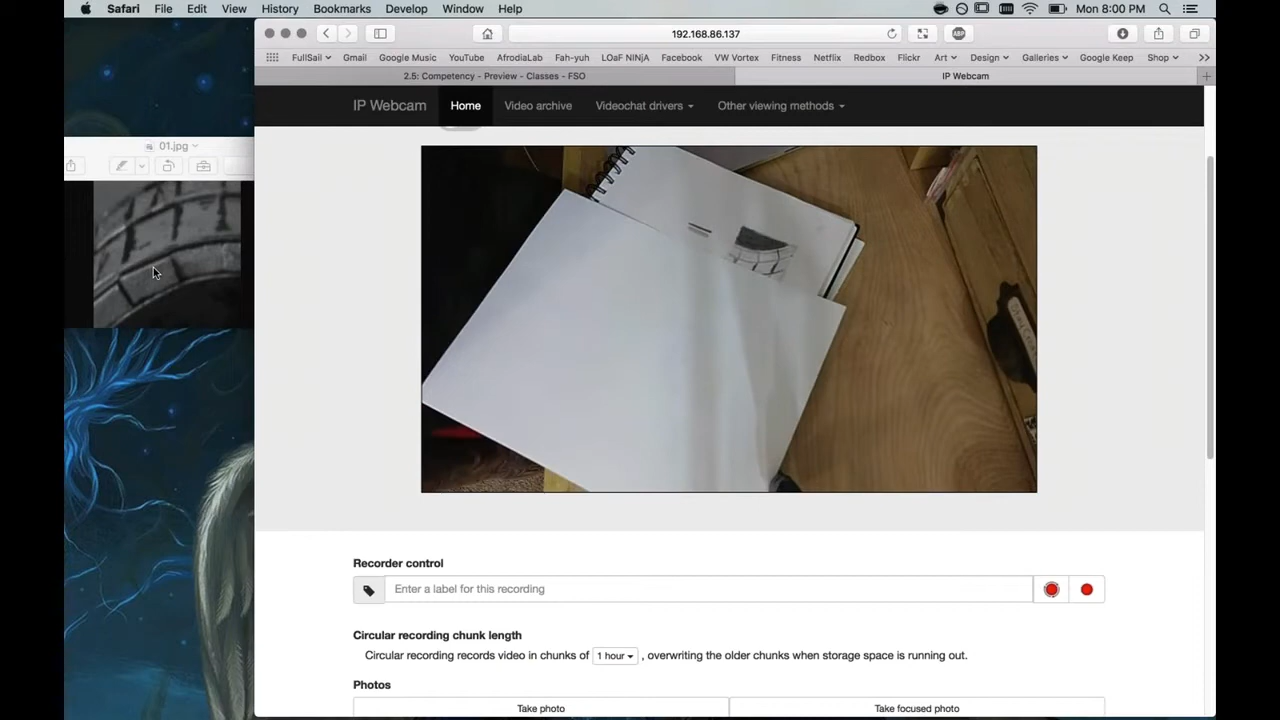 Safari File Edit View History Bookmarks Develop Window Help Mon 8:00 PM
192.168.86.137
FullSail Gmail Google Music YouTube Fah-yuh AfrodiaLab LOaF NiNjA Facebook VW Vortex Fitness Netflix Redbox Flickr Art Design Galleries Google Keep Shop
2.5: Competency - Preview - Classes - FSO IP Webcam
IP Webcam Home Video archive Videochat drivers Other viewing methods
01.jpg
Recorder control
Enter a label for this recording
Circular recording chunk length
Circular recording records video in chunks of 1 hour , overwriting the older chunks when storage space is running out.
Photos
Take photo Take focused photo